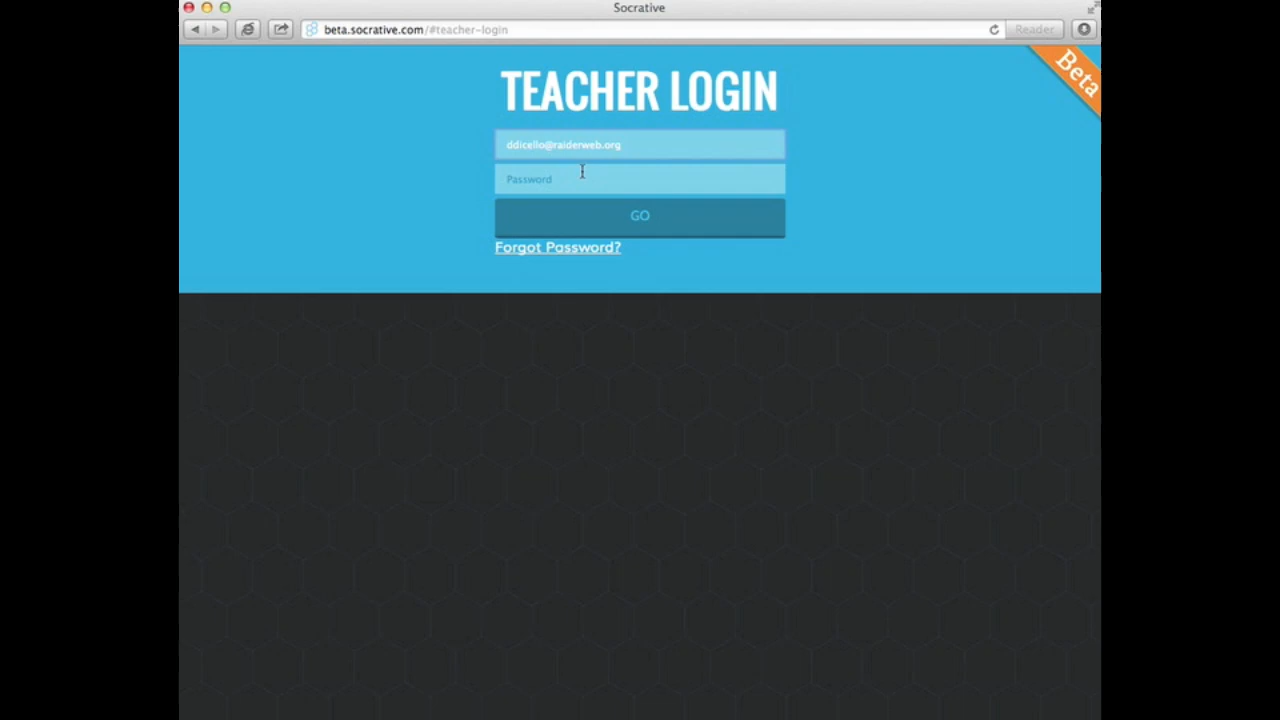 Socrative
beta.socrative.com/#teacher-login
Reader
Beta
TEACHER LOGIN
ddicello@raiderweb.org
Password
GO
Forgot Password?